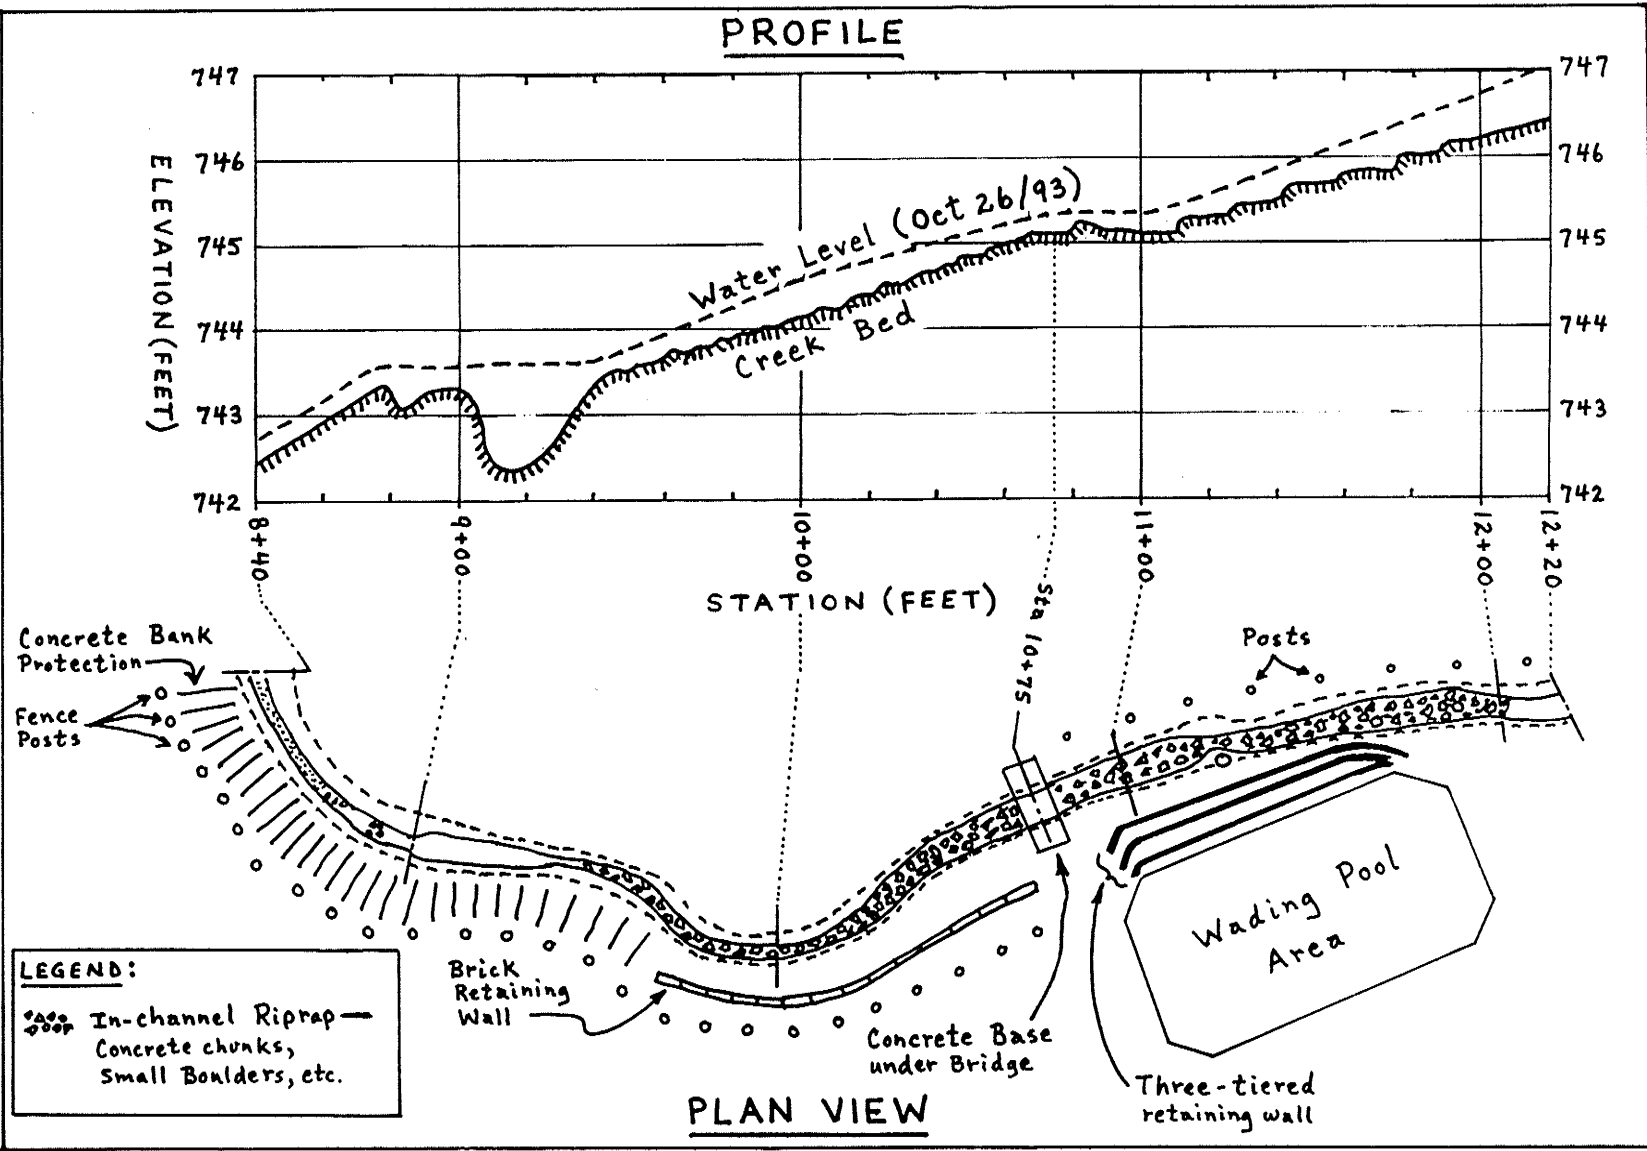 PROFILE
747
747
746
746
745
745
744
744
743
743
742
742
ELEVATION (FEET)
Water Level (Oct 26/93)
Creek Bed
8+40
9+00
10+00
11+00
12+00
12+20
STATION (FEET)
Sta 10+75
Concrete Bank
Protection
Fence
Posts
Posts
Wading Pool
Area
Brick
Retaining
Wall
Concrete Base
under Bridge
Three-tiered
retaining wall
LEGEND:
In-channel Riprap—
Concrete chunks,
Small Boulders, etc.
PLAN VIEW